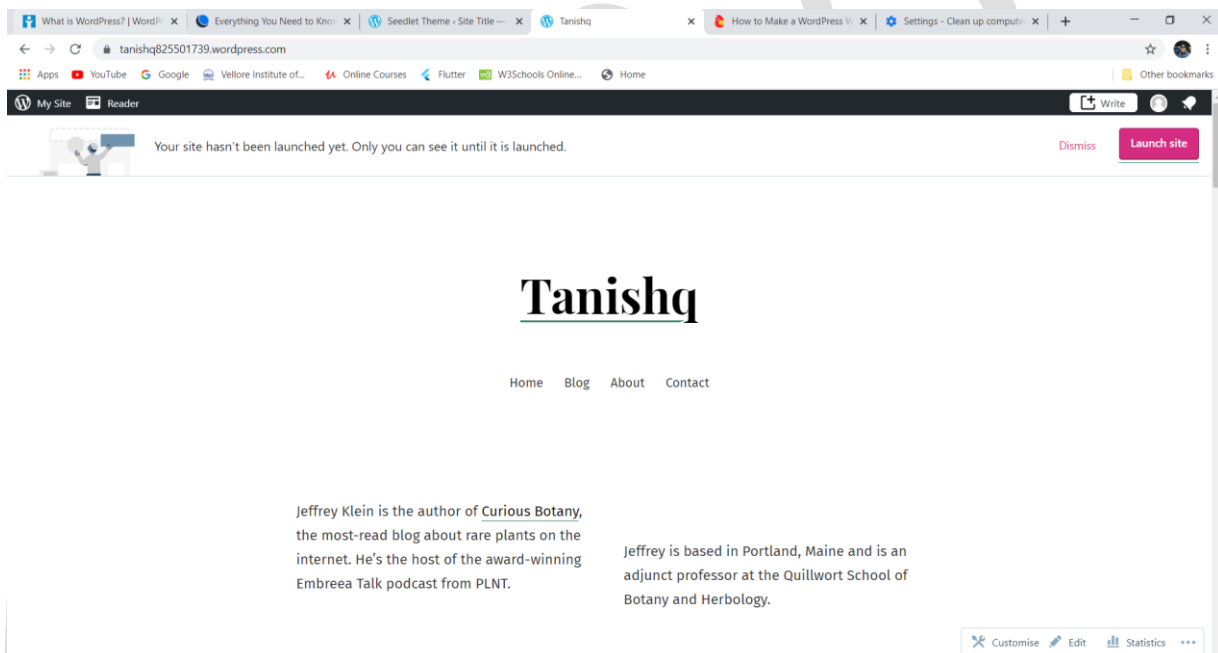 What is WordPress? | WordPr
Everything You Need to Know
Seedlet Theme ‹ Site Title —
Tanishq
How to Make a WordPress W
Settings - Clean up computer
tanishq825501739.wordpress.com
Apps YouTube Google Vellore Institute of... Online Courses Flutter W3Schools Online... Home Other bookmarks
My Site Reader Write
Your site hasn't been launched yet. Only you can see it until it is launched. Dismiss Launch site
Tanishq
Home Blog About Contact
Jeffrey Klein is the author of Curious Botany,
the most-read blog about rare plants on the
internet. He's the host of the award-winning
Embreea Talk podcast from PLNT.
Jeffrey is based in Portland, Maine and is an
adjunct professor at the Quillwort School of
Botany and Herbology.
Customise Edit Statistics